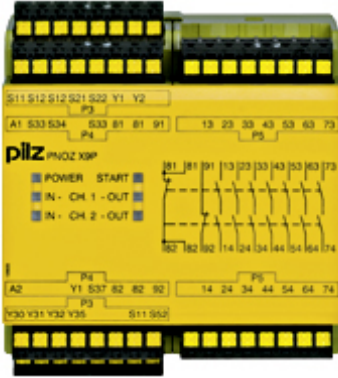 S11 S12 S12 S21 S22 Y1 Y2
P3
A1 S33 S34 S33 81 81 91 13 23 33 43 53 63 73
P4 P5
pilz PNOZ X9P
POWER START
IN - CH. 1 - OUT
IN - CH. 2 - OUT
81 81 91 13 23 33 43 53 63 73
82 82 92 14 24 34 44 54 64 74
P4 P5
A2 Y1 S37 82 82 92 14 24 34 44 54 64 74
P3
Y30 Y31 Y32 Y35 S11 S52